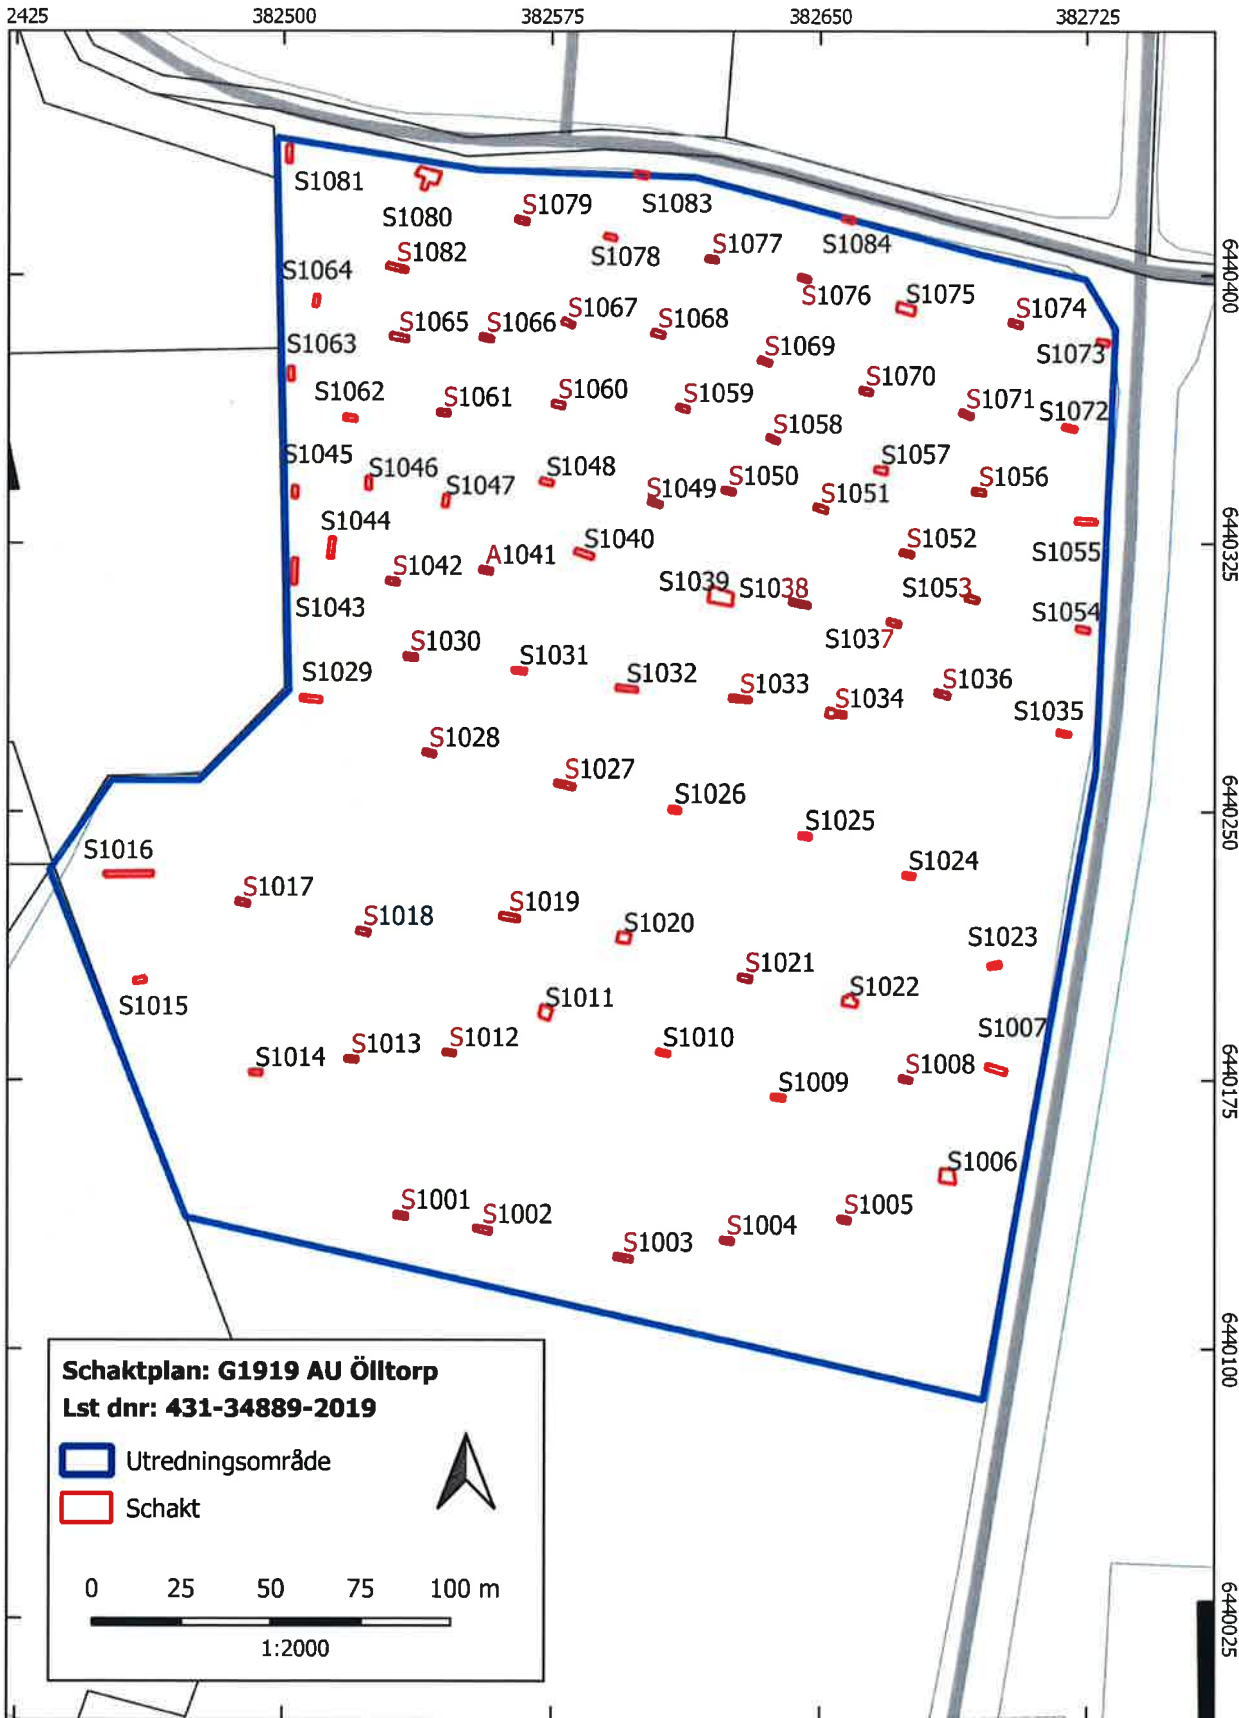 2425 382500 382575 382650 382725
S1081
S1080
S1079
S1083
S1082
S1078
S1077
S1084
S1064
S1076
S1075
S1074
6440400
S1065
S1066
S1067
S1068
S1063
S1069
S1073
S1062
S1061
S1060
S1059
S1070
S1071
S1072
S1058
S1045
S1046
S1047
S1048
S1049
S1050
S1057
S1051
S1056
S1044
S1042
A1041
S1040
S1052
S1055
6440325
S1039
S1038
S1053
S1043
S1037
S1054
S1030
S1031
S1029
S1032
S1033
S1034
S1036
S1035
S1028
S1027
S1026
S1025
6440250
S1016
S1024
S1017
S1018
S1019
S1020
S1023
S1021
S1015
S1011
S1022
S1014
S1013
S1012
S1010
S1007
S1009
S1008
6440175
S1006
S1001
S1002
S1003
S1004
S1005
6440100
Schaktplan: G1919 AU Ölltorp
Lst dnr: 431-34889-2019
Utredningsområde
Schakt
0 25 50 75 100 m
1:2000
6440025